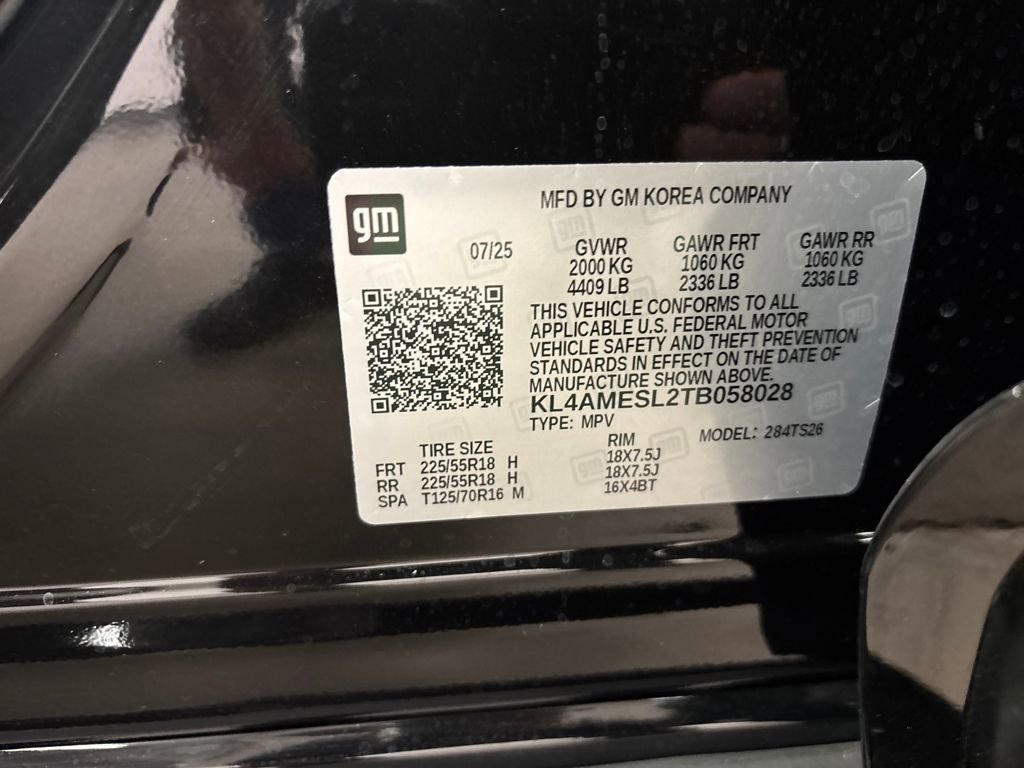 gm
MFD BY GM KOREA COMPANY
07/25
GVWR GAWR FRT GAWR RR
2000 KG 1060 KG 1060 KG
4409 LB 2336 LB 2336 LB
THIS VEHICLE CONFORMS TO ALL
APPLICABLE U.S. FEDERAL MOTOR
VEHICLE SAFETY AND THEFT PREVENTION
STANDARDS IN EFFECT ON THE DATE OF
MANUFACTURE SHOWN ABOVE.
KL4AMESL2TB058028
TYPE: MPV
MODEL: 284TS26
TIRE SIZE RIM
FRT 225/55R18 H 18X7.5J
RR 225/55R18 H 18X7.5J
SPA T125/70R16 M 16X4BT